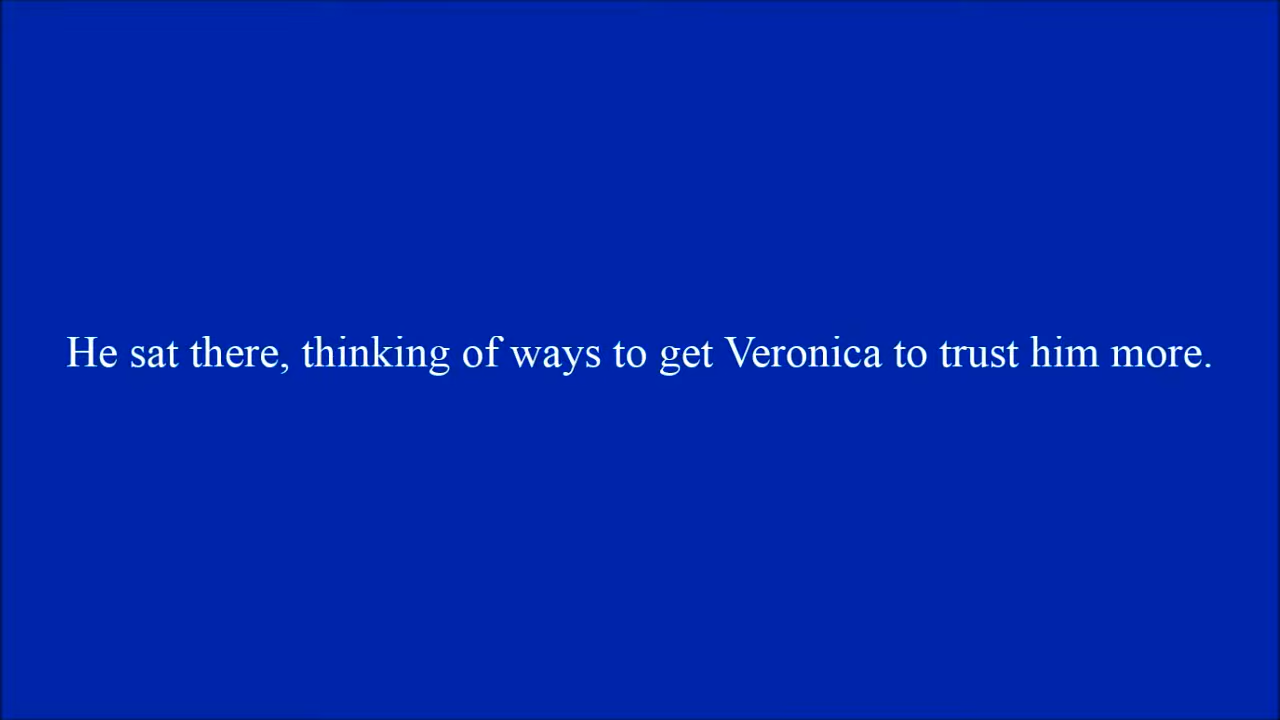 He sat there, thinking of ways to get Veronica to trust him more.